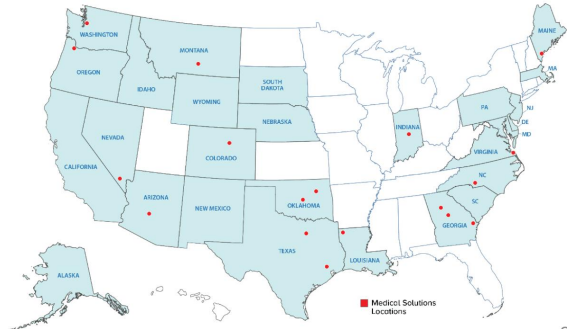 WASHINGTON
MONTANA
MAINE
OREGON
IDAHO
SOUTH
DAKOTA
WYOMING
MA
NEBRASKA
PA
NJ
DE
MD
NEVADA
INDIANA
COLORADO
VIRGINIA
CALIFORNIA
NC
ARIZONA
NEW MEXICO
OKLAHOMA
SC
GEORGIA
TEXAS
LOUISIANA
ALASKA
Medical Solutions
Locations